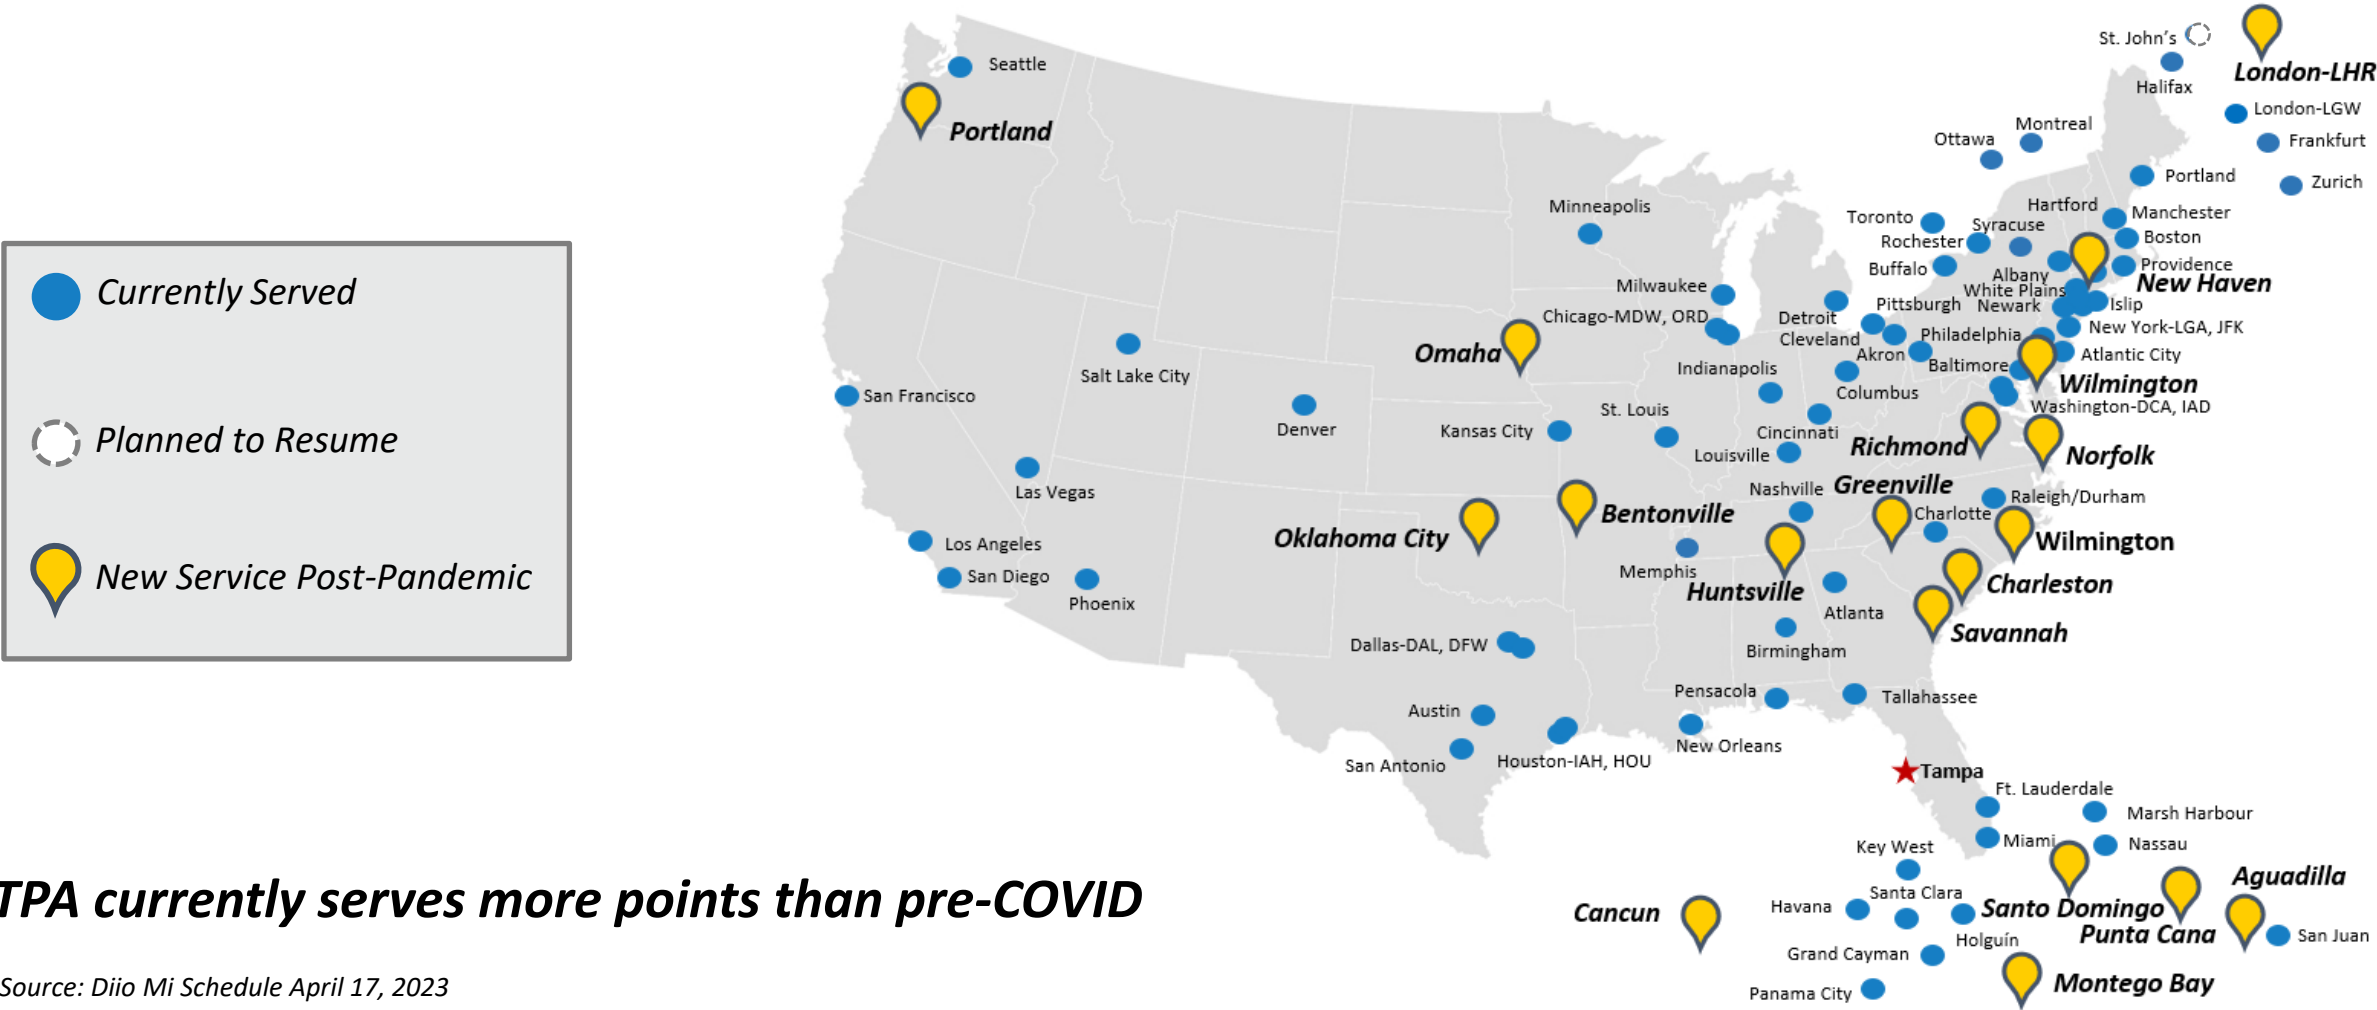 Currently Served
Planned to Resume
New Service Post-Pandemic
Seattle
Portland
San Francisco
Salt Lake City
Las Vegas
Los Angeles
San Diego
Phoenix
Denver
Minneapolis
Milwaukee
Chicago-MDW, ORD
Omaha
Kansas City
St. Louis
Indianapolis
Detroit
Cleveland
Akron
Pittsburgh
Columbus
Cincinnati
Louisville
Nashville
Oklahoma City
Bentonville
Memphis
Huntsville
Birmingham
Atlanta
Dallas-DAL, DFW
Austin
San Antonio
Houston-IAH, HOU
New Orleans
Pensacola
Tallahassee
St. John's
Halifax
London-LHR
London-LGW
Frankfurt
Zurich
Montreal
Ottawa
Portland
Toronto
Rochester
Buffalo
Syracuse
Hartford
Manchester
Boston
Providence
New Haven
Albany
White Plains
Newark
Islip
New York-LGA, JFK
Philadelphia
Atlantic City
Baltimore
Wilmington
Washington-DCA, IAD
Richmond
Norfolk
Greenville
Raleigh/Durham
Charlotte
Wilmington
Charleston
Savannah
Tampa
Ft. Lauderdale
Miami
Marsh Harbour
Nassau
Key West
Santa Clara
Havana
Holguín
Cancun
Grand Cayman
Panama City
Santo Domingo
Punta Cana
Aguadilla
San Juan
Montego Bay
TPA currently serves more points than pre-COVID
Source: Diio Mi Schedule April 17, 2023